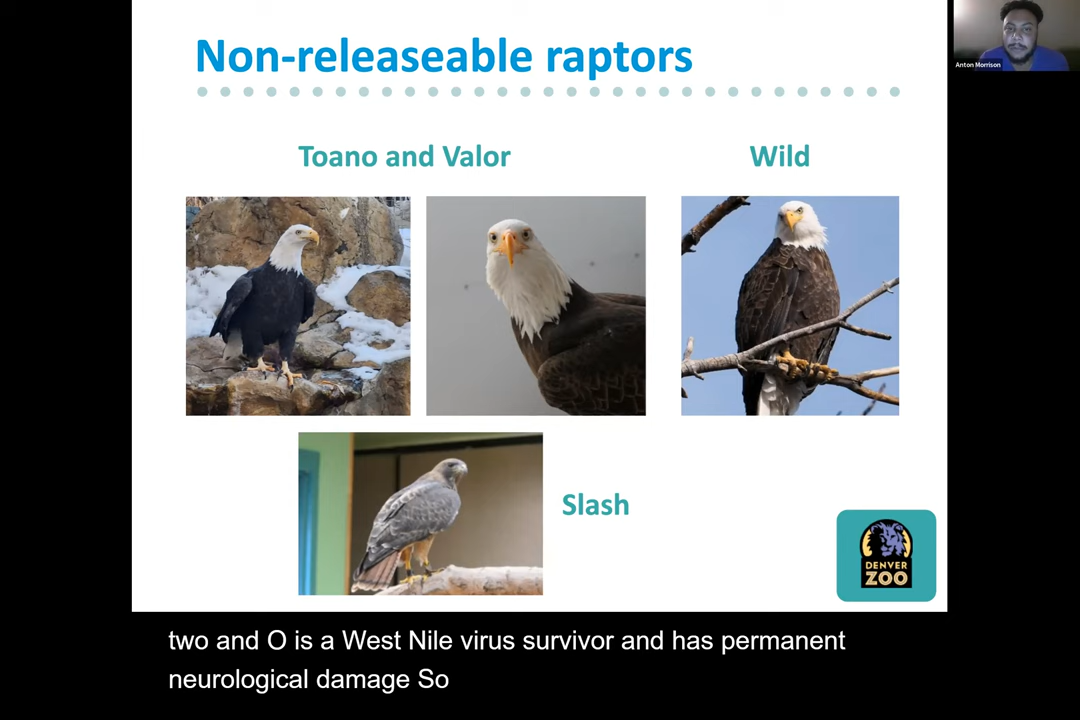 Non-releaseable raptors
Anton Morrison
Toano and Valor
Wild
Slash
DENVER
ZOO
two and O is a West Nile virus survivor and has permanent
neurological damage So